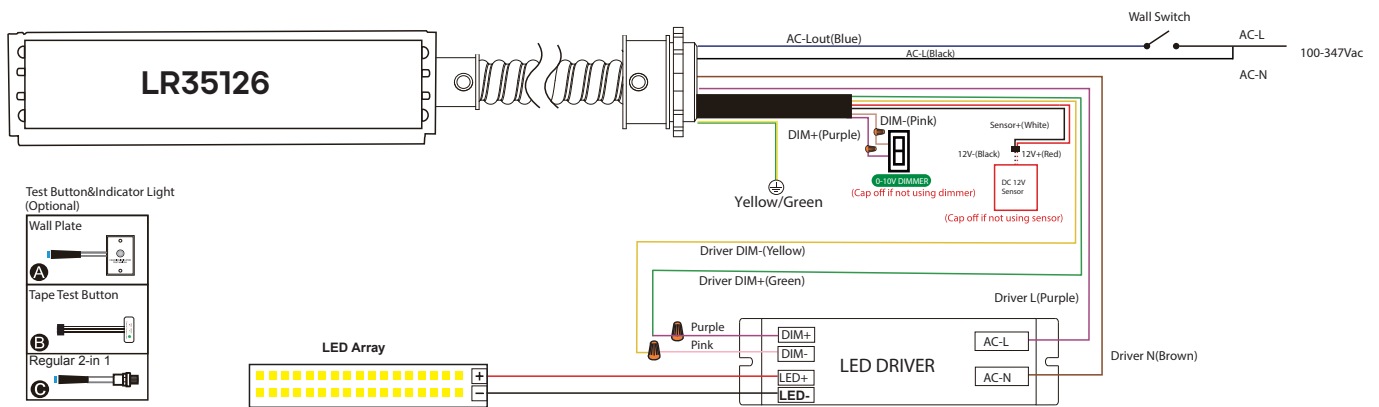 Wall Switch
AC-Lout(Blue)
AC-L
AC-L(Black)
100-347Vac
AC-N
LR35126
DIM-(Pink)
DIM+(Purple)
Sensor+(White)
12V-(Black)
12V+(Red)
0-10V DIMMER
(Cap off if not using dimmer)
DC 12V
Sensor
(Cap off if not using sensor)
Yellow/Green
Test Button&Indicator Light
(Optional)
Wall Plate
A
Tape Test Button
B
Regular 2-in 1
C
Driver DIM-(Yellow)
Driver DIM+(Green)
Driver L(Purple)
Purple
Pink
DIM+
DIM-
LED+
LED-
LED DRIVER
AC-L
AC-N
Driver N(Brown)
LED Array
+
−